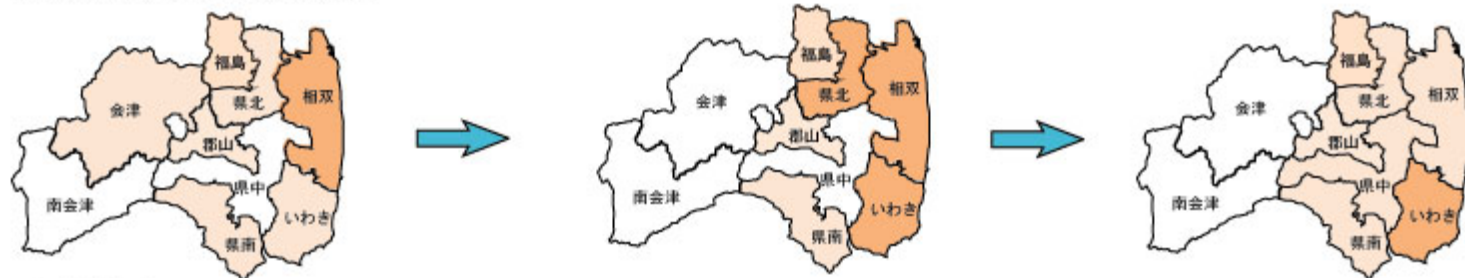 福島
相双
県北
会津
郡山
県中
南会津
いわき
県南
福島
県北
相双
会津
郡山
県中
南会津
いわき
県南
福島
県北
相双
会津
郡山
県中
南会津
いわき
県南